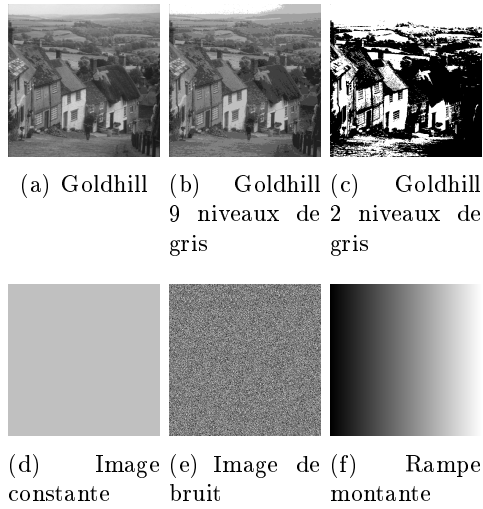 (a) Goldhill
(b) Goldhill
9 niveaux de
gris
(c) Goldhill
2 niveaux de
gris
(d) Image
constante
(e) Image de
bruit
(f) Rampe
montante